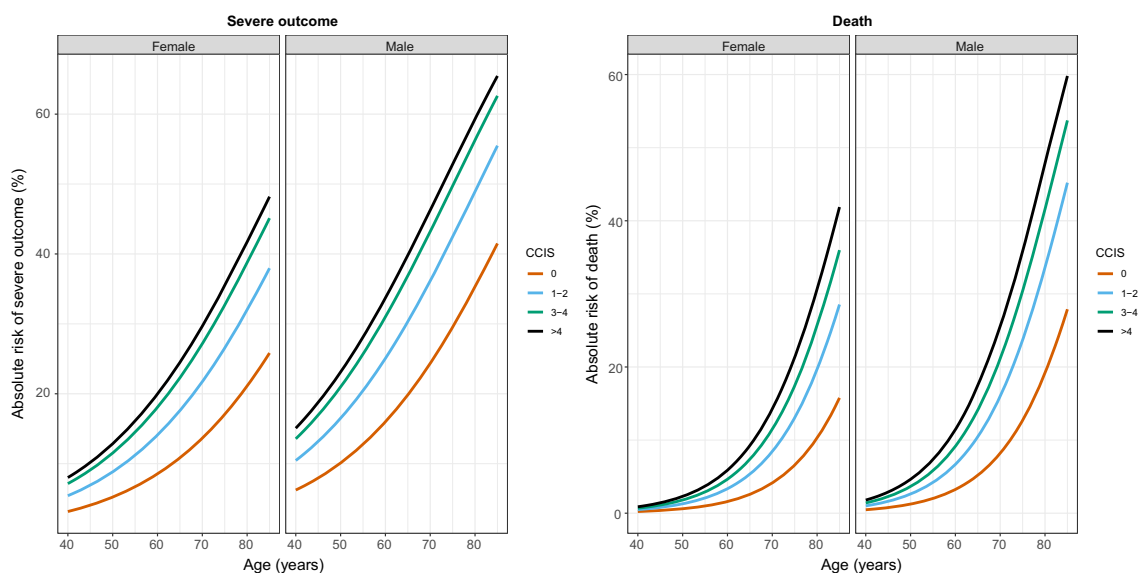 Severe outcome
Female
Male
Absolute risk of severe outcome (%)
60
40
20
40 50 60 70 80
40 50 60 70 80
Age (years)
CCIS
0
1−2
3−4
>4
Death
Female
Male
Absolute risk of death (%)
60
40
20
0
40 50 60 70 80
40 50 60 70 80
Age (years)
CCIS
0
1−2
3−4
>4